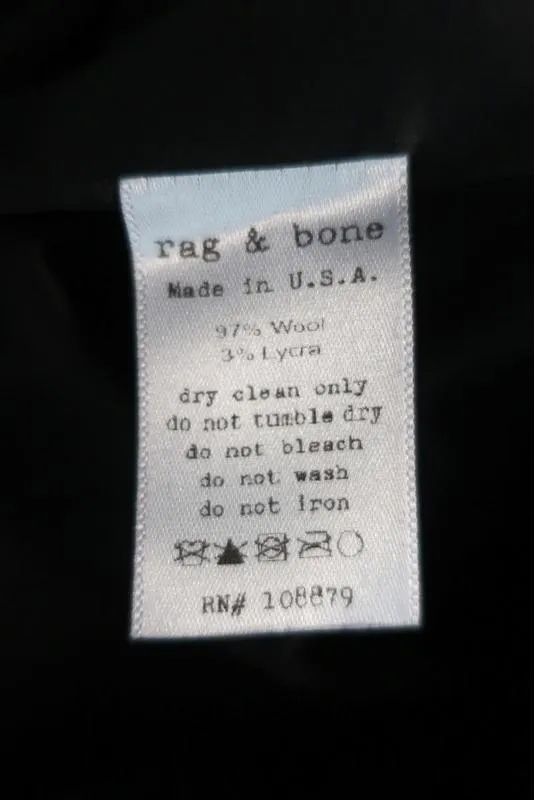 rag & bone
Made in U.S.A.
97% Wool
3% Lycra
dry clean only
do not tumble dry
do not bleach
do not wash
do not iron
RN# 108879